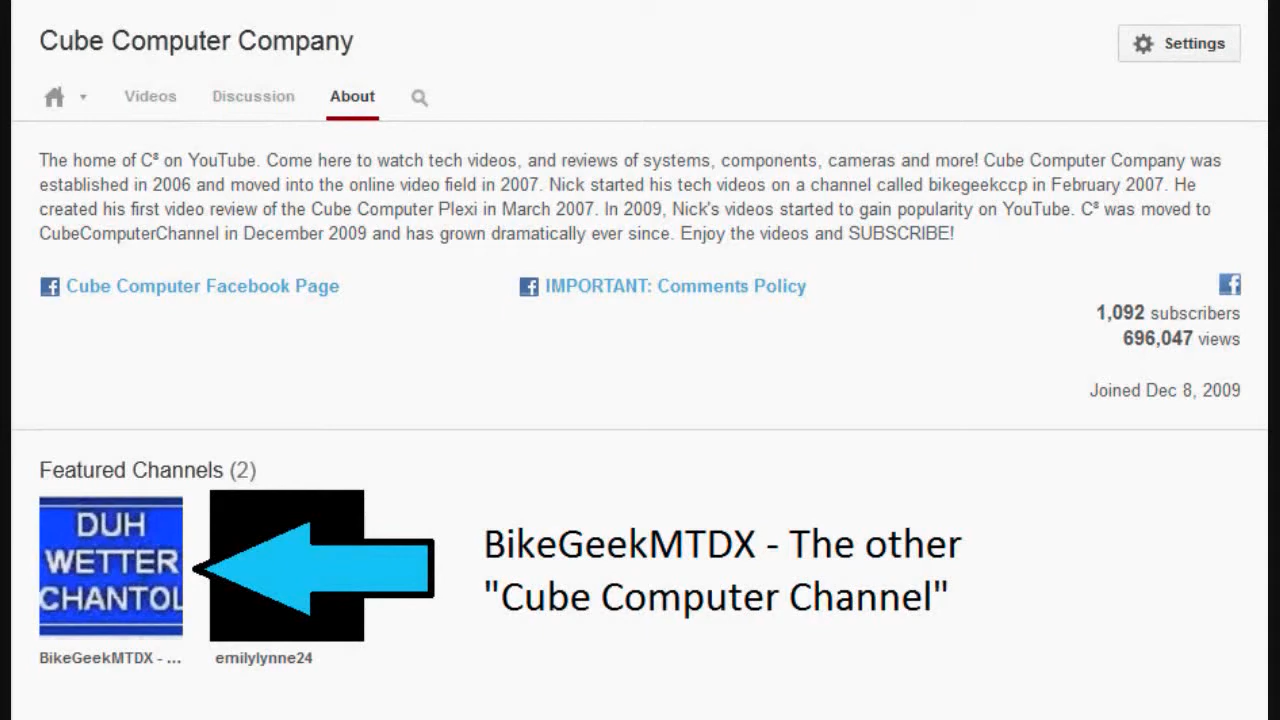 Cube Computer Company
Settings
Videos Discussion About
The home of C³ on YouTube. Come here to watch tech videos, and reviews of systems, components, cameras and more! Cube Computer Company was
established in 2006 and moved into the online video field in 2007. Nick started his tech videos on a channel called bikegeekccp in February 2007. He
created his first video review of the Cube Computer Plexi in March 2007. In 2009, Nick's videos started to gain popularity on YouTube. C³ was moved to
CubeComputerChannel in December 2009 and has grown dramatically ever since. Enjoy the videos and SUBSCRIBE!
Cube Computer Facebook Page
IMPORTANT: Comments Policy
1,092 subscribers
696,047 views
Joined Dec 8, 2009
Featured Channels (2)
DUH
WETTER
CHANTOL
BikeGeekMTDX - The other
"Cube Computer Channel"
BikeGeekMTDX - ...
emilylynne24